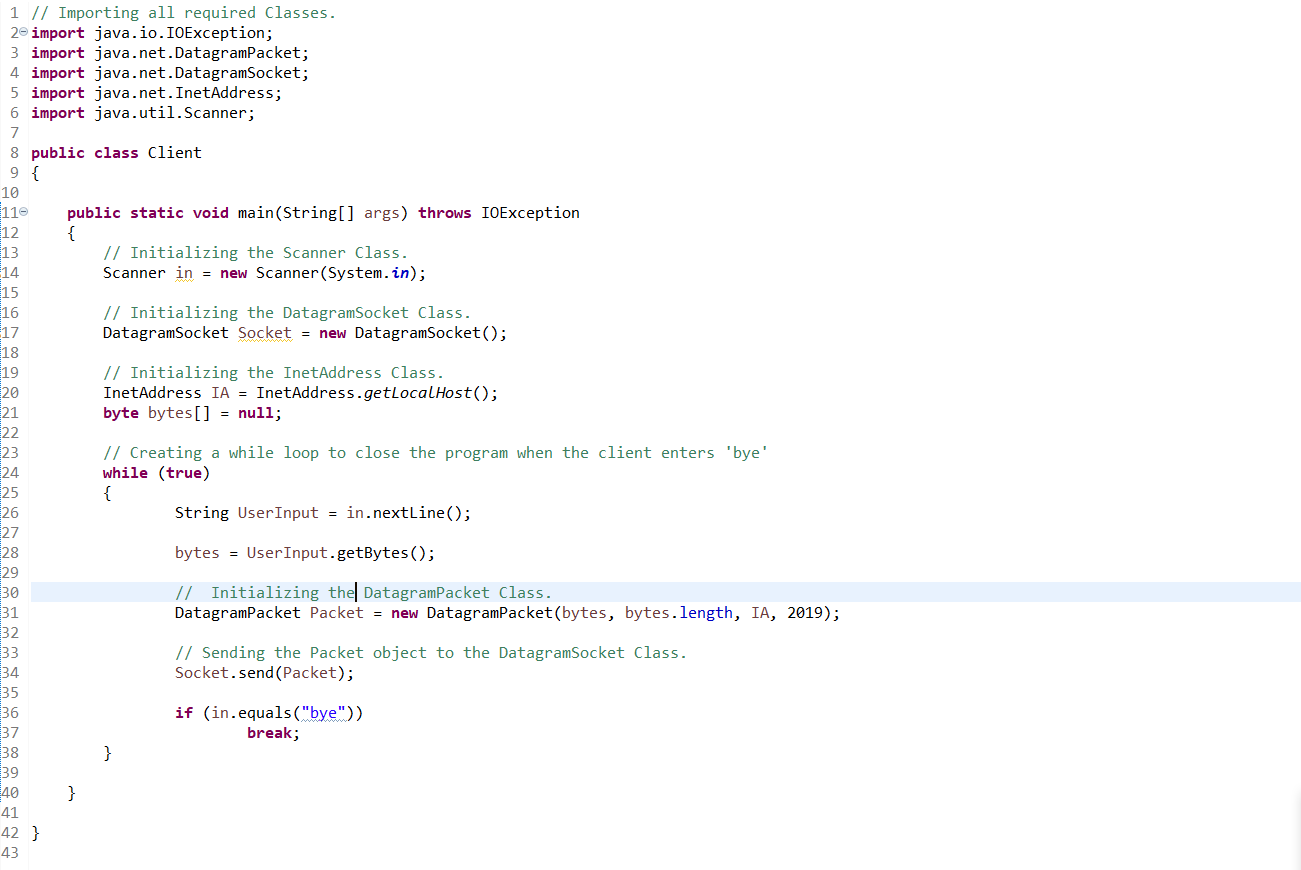 1 // Importing all required Classes.
2 import java.io.IOException;
3 import java.net.DatagramPacket;
4 import java.net.DatagramSocket;
5 import java.net.InetAddress;
6 import java.util.Scanner;
7
8 public class Client
9 {
10
11 public static void main(String[] args) throws IOException
12 {
13 // Initializing the Scanner Class.
14 Scanner in = new Scanner(System.in);
15
16 // Initializing the DatagramSocket Class.
17 DatagramSocket Socket = new DatagramSocket();
18
19 // Initializing the InetAddress Class.
20 InetAddress IA = InetAddress.getLocalHost();
21 byte bytes[] = null;
22
23 // Creating a while loop to close the program when the client enters 'bye'
24 while (true)
25 {
26 String UserInput = in.nextLine();
27
28 bytes = UserInput.getBytes();
29
30 //  Initializing the DatagramPacket Class.
31 DatagramPacket Packet = new DatagramPacket(bytes, bytes.length, IA, 2019);
32
33 // Sending the Packet object to the DatagramSocket Class.
34 Socket.send(Packet);
35
36 if (in.equals("bye"))
37 break;
38 }
39
40 }
41
42 }
43